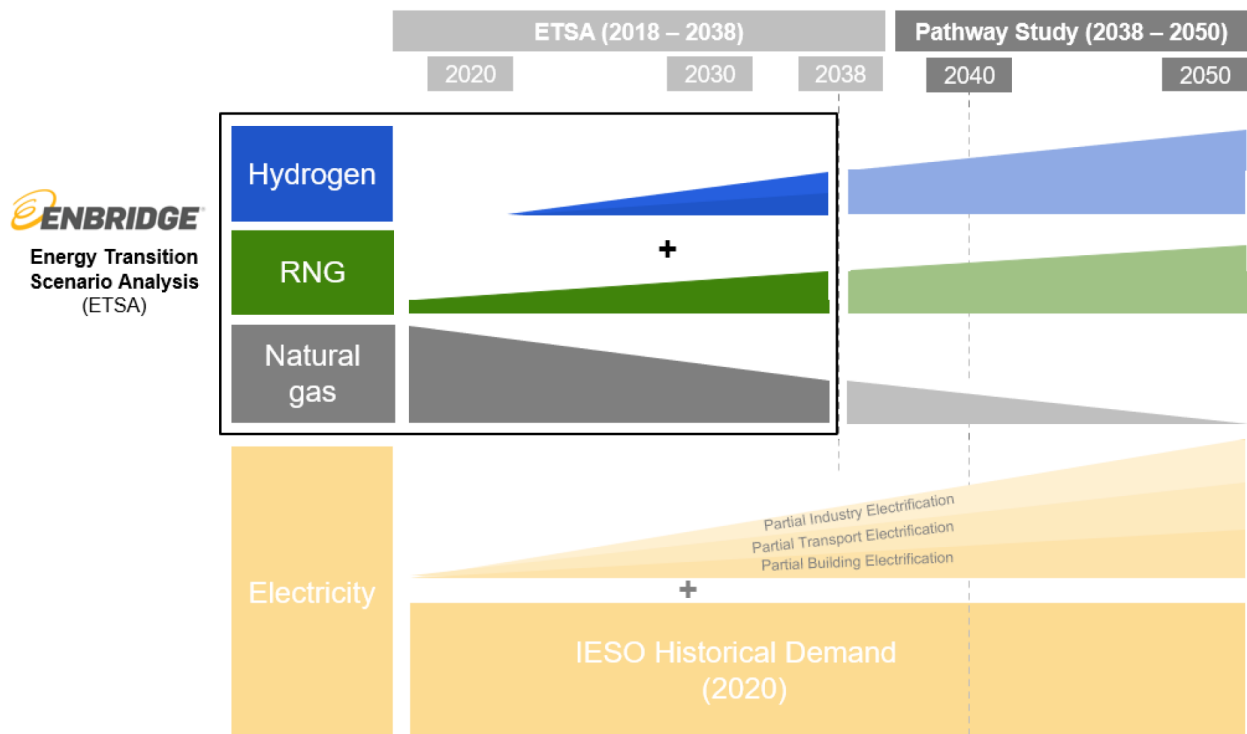 ETSA (2018 – 2038)
Pathway Study (2038 – 2050)
2020
2030
2038
2040
2050
Hydrogen
ENBRIDGE
Energy Transition
Scenario Analysis
(ETSA)
+
RNG
Natural
gas
Partial Industry Electrification
Partial Transport Electrification
Partial Building Electrification
Electricity
+
IESO Historical Demand
(2020)